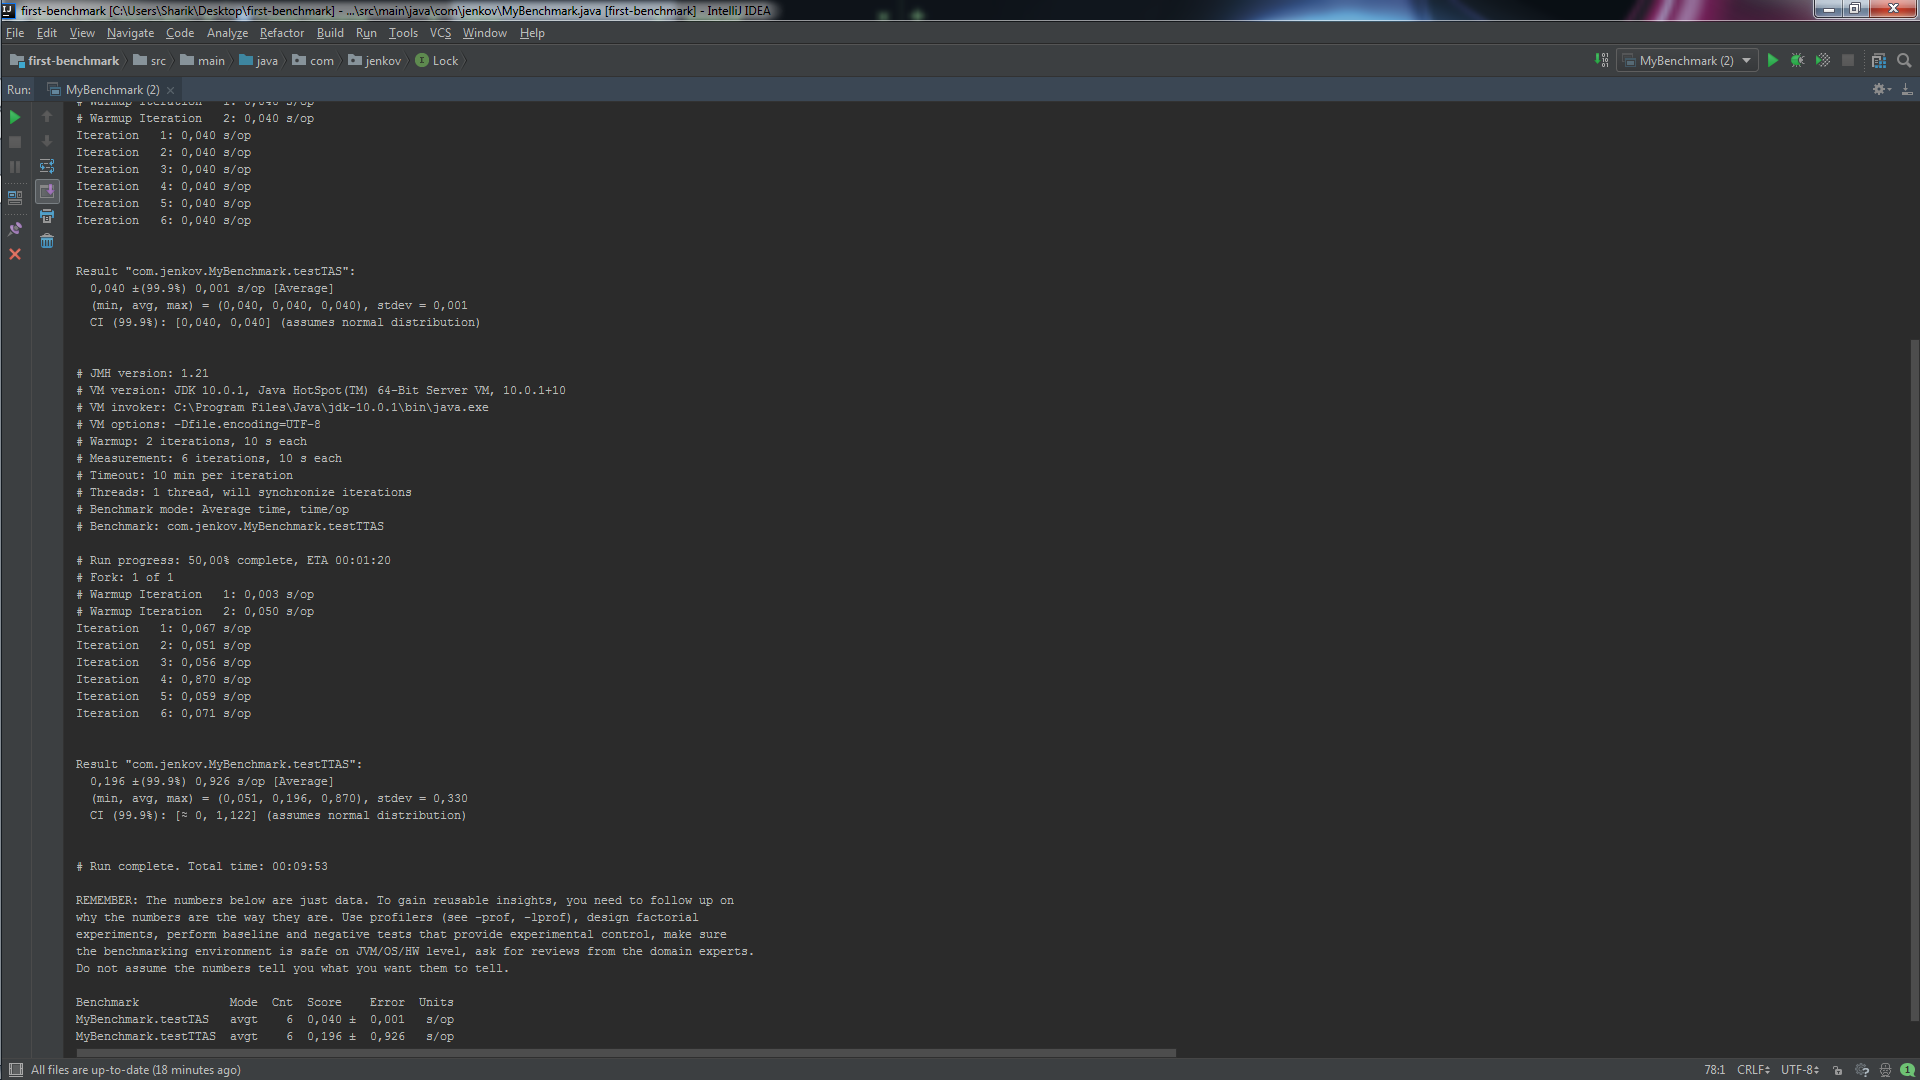 first-benchmark [C:\Users\Sharik\Desktop\first-benchmark] - ...\src\main\java\com\jenkov\MyBenchmark.java [first-benchmark] - IntelliJ IDEA
File Edit View Navigate Code Analyze Refactor Build Run Tools VCS Window Help
first-benchmark src main java com jenkov Lock MyBenchmark (2)
Run: MyBenchmark (2)
# Warmup Iteration   1: 0,040 s/op
# Warmup Iteration   2: 0,040 s/op
Iteration   1: 0,040 s/op
Iteration   2: 0,040 s/op
Iteration   3: 0,040 s/op
Iteration   4: 0,040 s/op
Iteration   5: 0,040 s/op
Iteration   6: 0,040 s/op
Result "com.jenkov.MyBenchmark.testTAS":
0,040 ±(99.9%) 0,001 s/op [Average]
(min, avg, max) = (0,040, 0,040, 0,040), stdev = 0,001
CI (99.9%): [0,040, 0,040] (assumes normal distribution)
# JMH version: 1.21
# VM version: JDK 10.0.1, Java HotSpot(TM) 64-Bit Server VM, 10.0.1+10
# VM invoker: C:\Program Files\Java\jdk-10.0.1\bin\java.exe
# VM options: -Dfile.encoding=UTF-8
# Warmup: 2 iterations, 10 s each
# Measurement: 6 iterations, 10 s each
# Timeout: 10 min per iteration
# Threads: 1 thread, will synchronize iterations
# Benchmark mode: Average time, time/op
# Benchmark: com.jenkov.MyBenchmark.testTTAS
# Run progress: 50,00% complete, ETA 00:01:20
# Fork: 1 of 1
# Warmup Iteration   1: 0,003 s/op
# Warmup Iteration   2: 0,050 s/op
Iteration   1: 0,067 s/op
Iteration   2: 0,051 s/op
Iteration   3: 0,056 s/op
Iteration   4: 0,870 s/op
Iteration   5: 0,059 s/op
Iteration   6: 0,071 s/op
Result "com.jenkov.MyBenchmark.testTTAS":
0,196 ±(99.9%) 0,926 s/op [Average]
(min, avg, max) = (0,051, 0,196, 0,870), stdev = 0,330
CI (99.9%): [≈ 0, 1,122] (assumes normal distribution)
# Run complete. Total time: 00:09:53
REMEMBER: The numbers below are just data. To gain reusable insights, you need to follow up on
why the numbers are the way they are. Use profilers (see -prof, -lprof), design factorial
experiments, perform baseline and negative tests that provide experimental control, make sure
the benchmarking environment is safe on JVM/OS/HW level, ask for reviews from the domain experts.
Do not assume the numbers tell you what you want them to tell.
Benchmark             Mode  Cnt  Score    Error  Units
MyBenchmark.testTAS   avgt    6  0,040 ±  0,001   s/op
MyBenchmark.testTTAS  avgt    6  0,196 ±  0,926   s/op
All files are up-to-date (18 minutes ago) 78:1 CRLF UTF-8 1